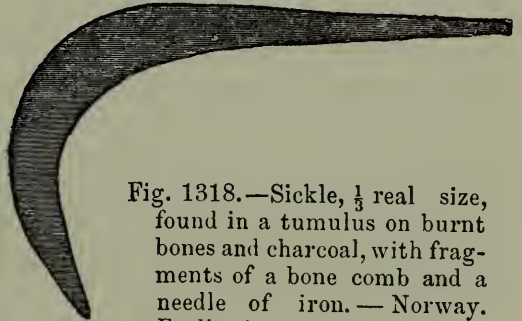 Fig. 1318.—Sickle, ⅓ real size,
found in a tumulus on burnt
bones and charcoal, with frag-
ments of a bone comb and a
needle of iron. — Norway.